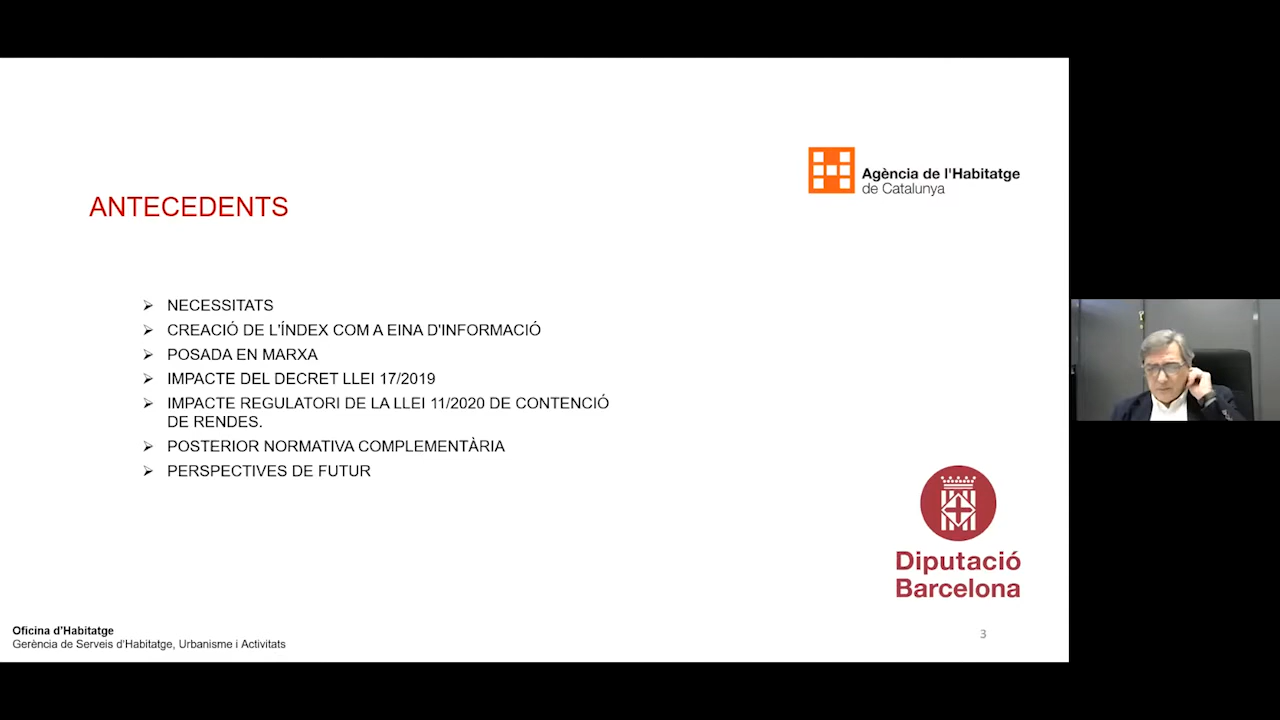 Agència de l'Habitatge
de Catalunya
ANTECEDENTS
NECESSITATS
CREACIÓ DE L'ÍNDEX COM A EINA D'INFORMACIÓ
POSADA EN MARXA
IMPACTE DEL DECRET LLEI 17/2019
IMPACTE REGULATORI DE LA LLEI 11/2020 DE CONTENCIÓ
DE RENDES.
POSTERIOR NORMATIVA COMPLEMENTÀRIA
PERSPECTIVES DE FUTUR
Diputació
Barcelona
Oficina d'Habitatge
Gerència de Serveis d'Habitatge, Urbanisme i Activitats
3